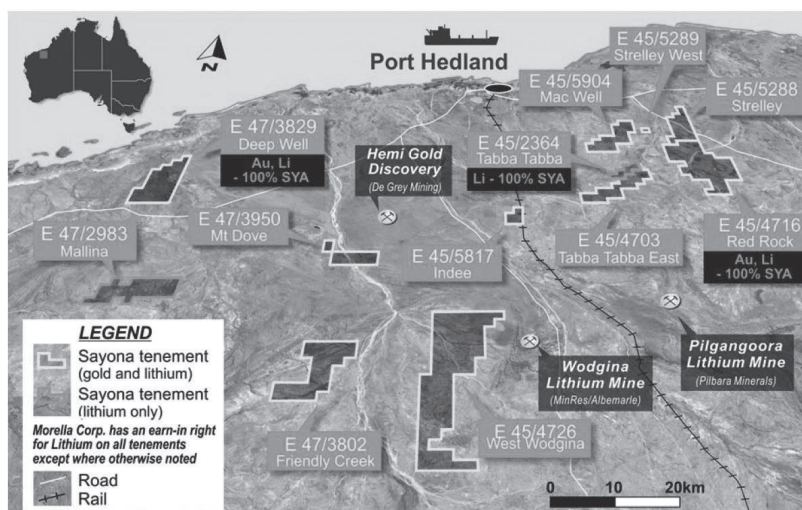 N
Port Hedland
E 45/5289
Strelley West
E 45/5904
Mac Well
E 45/5288
Strelley
E 47/3829
Deep Well
Au, Li
- 100% SYA
Hemi Gold
Discovery
(De Grey Mining)
E 45/2364
Tabba Tabba
Li - 100% SYA
E 47/2983
Mallina
E 47/3950
Mt Dove
E 45/5817
Indee
E 45/4703
Tabba Tabba East
E 45/4716
Red Rock
Au, Li
- 100% SYA
LEGEND
Sayona tenement
(gold and lithium)
Sayona tenement
(lithium only)
Morella Corp. has an earn-in right
for Lithium on all tenements
except where otherwise noted
Road
Rail
Wodgina
Lithium Mine
(MinRes/Albemarle)
Pilgangoora
Lithium Mine
(Pilbara Minerals)
E 47/3802
Friendly Creek
E 45/4726
West Wodgina
0 10 20km